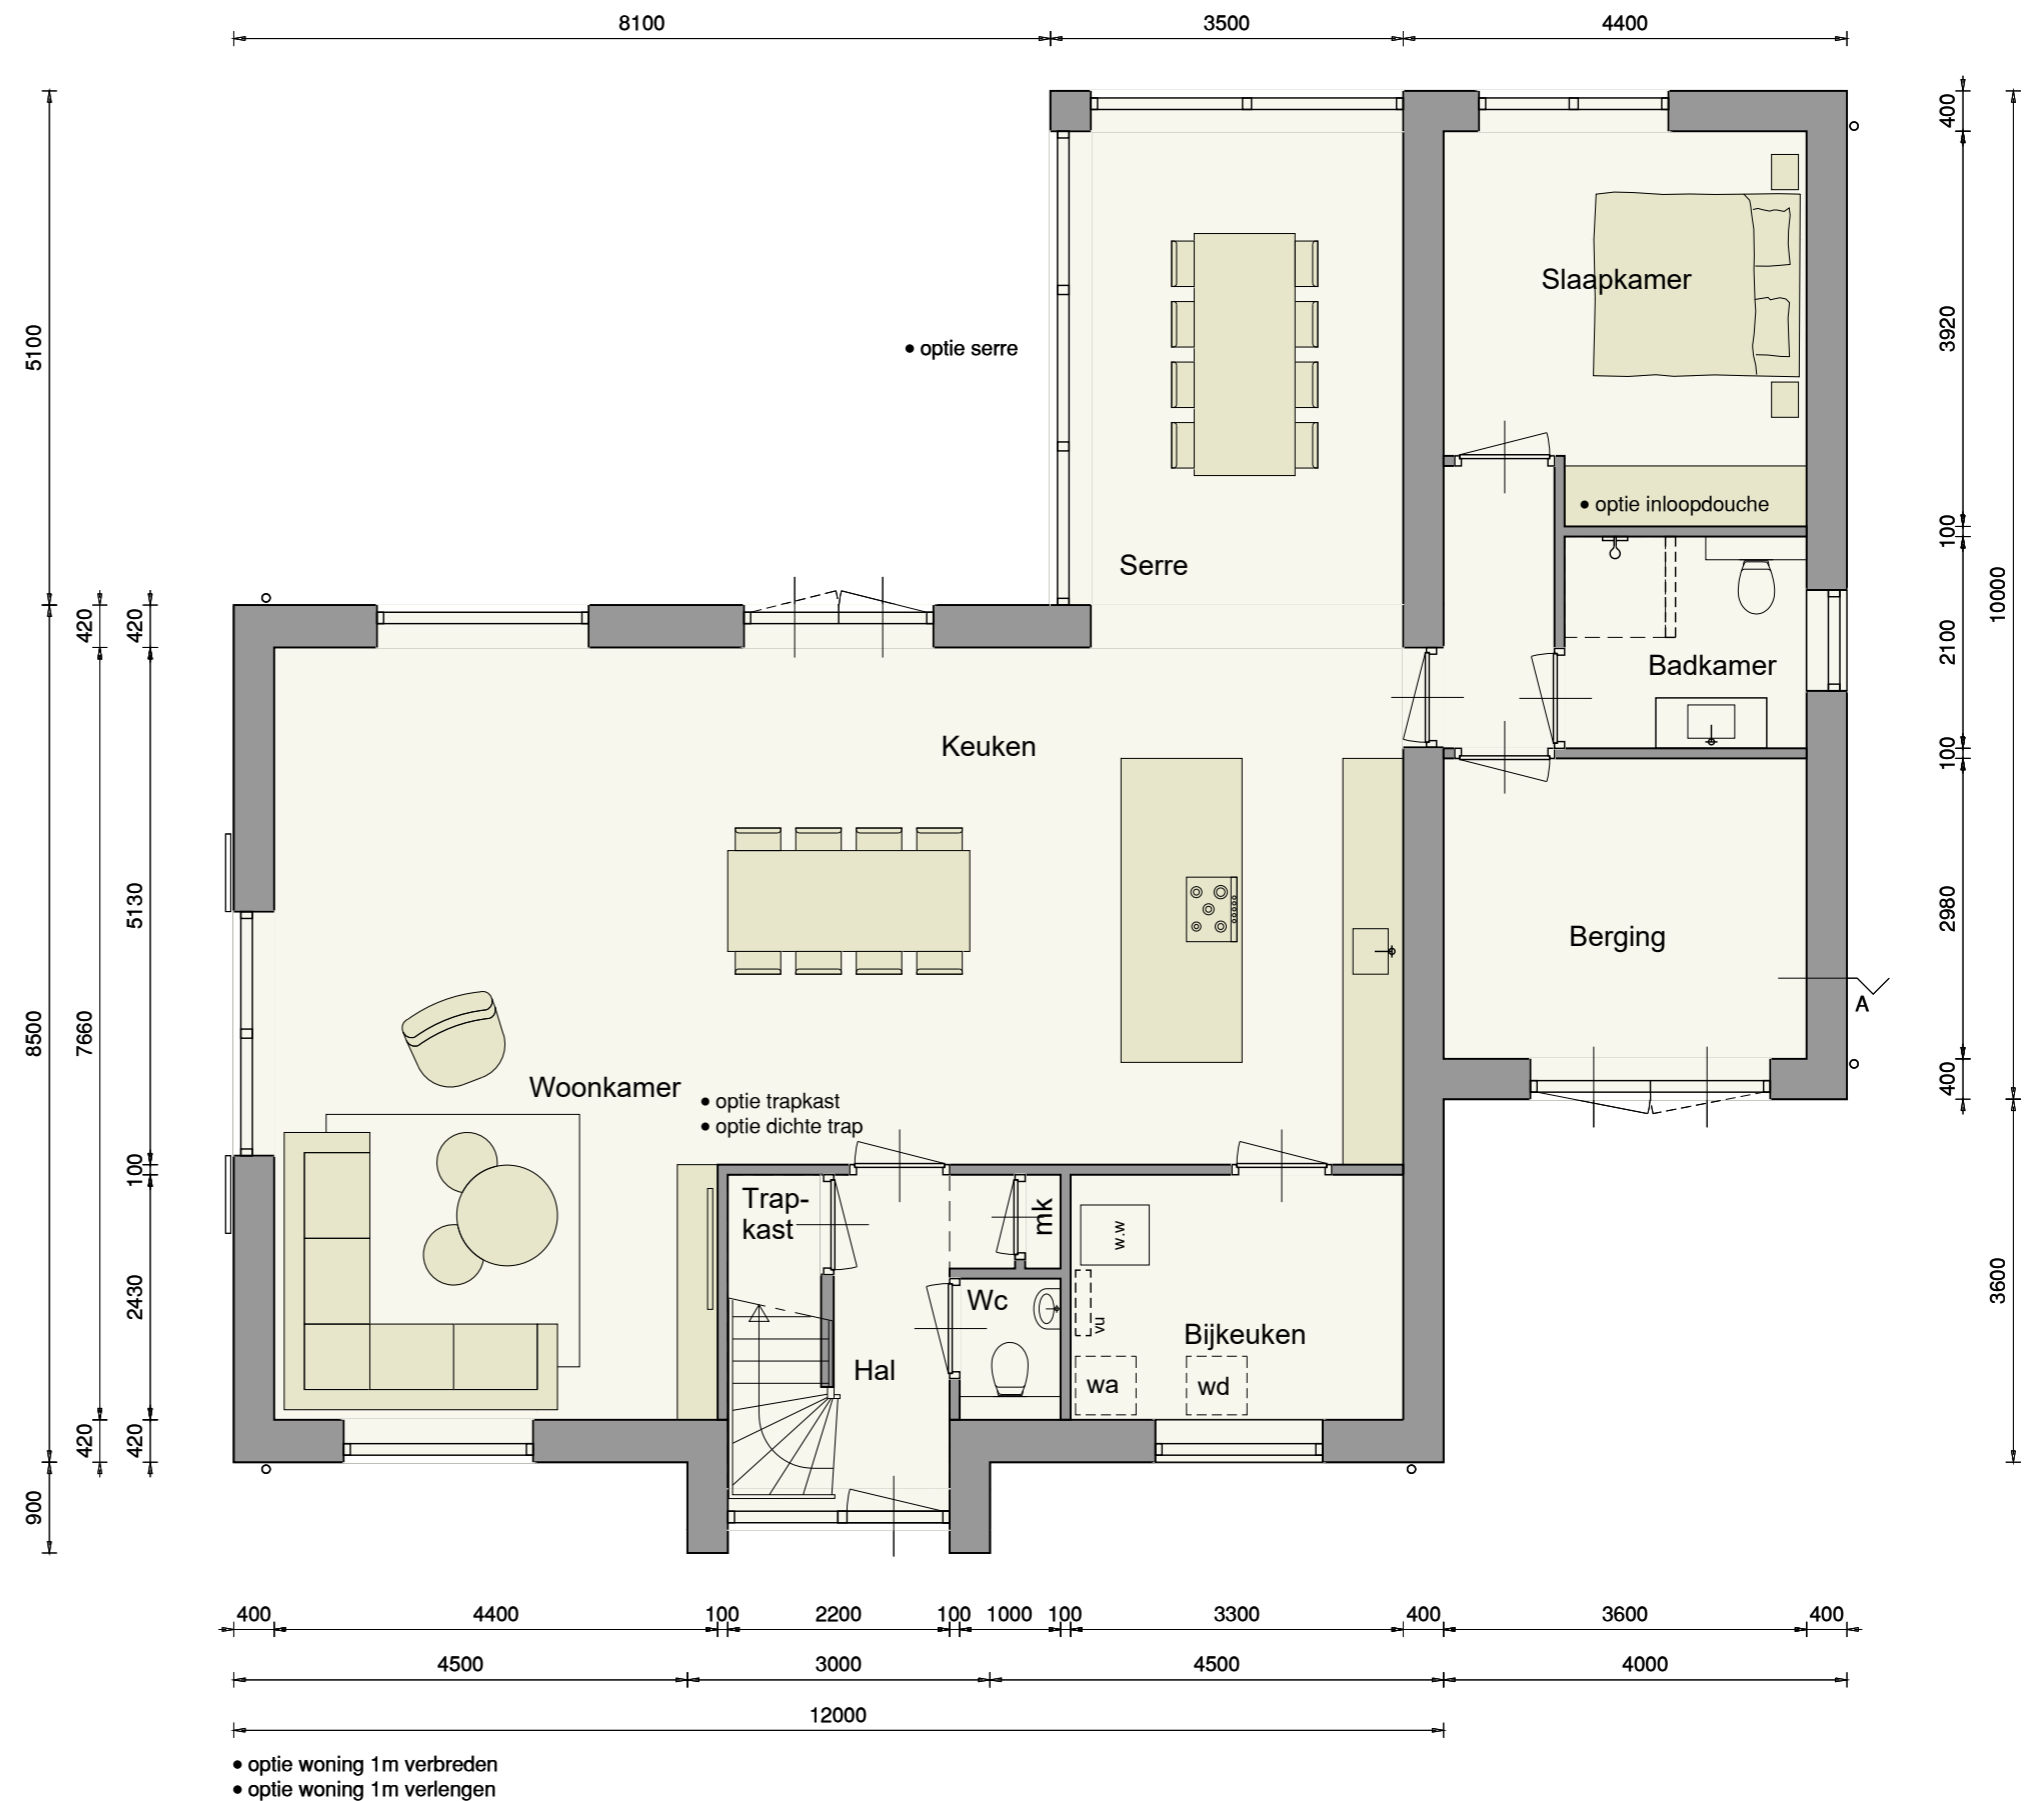 8100
3500
4400
400
5100
Slaapkamer
3920
• optie serre
• optie inloopdouche
100
Serre
10000
420
420
2100
Badkamer
Keuken
100
5130
2980
Berging
A
8500
7660
Woonkamer
• optie trapkast
• optie dichte trap
400
100
Trap-
kast
mk
w.w
2430
Wc
vu
Bijkeuken
3600
Hal
wa
wd
420
420
900
400
4400
100
2200
100
1000
100
3300
400
3600
400
4500
3000
4500
4000
12000
• optie woning 1m verbreden
• optie woning 1m verlengen